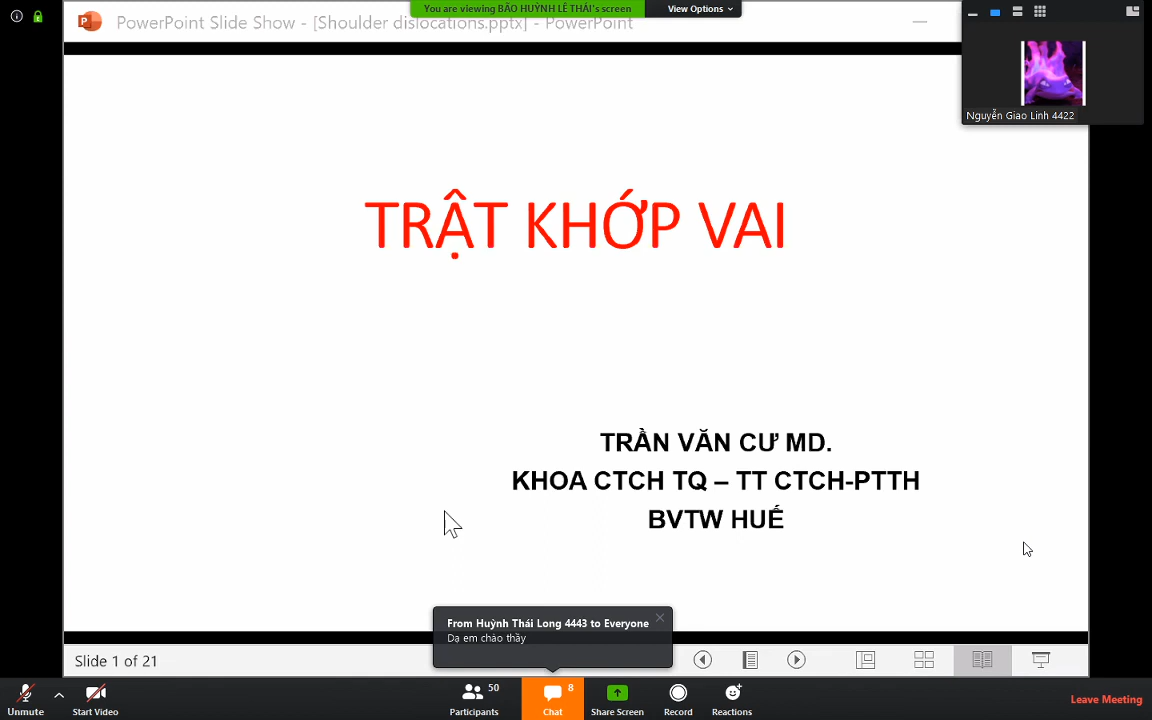 PowerPoint Slide Show - [Shoulder dislocations.pptx] - PowerPoint
You are viewing BẢO HUỲNH LÊ THÁI's screen
View Options
Nguyễn Giao Linh 4422
TRẬT KHỚP VAI
TRẦN VĂN CƯ MD.
KHOA CTCH TQ – TT CTCH-PTTH
BVTW HUẾ
From Huỳnh Thái Long 4443 to Everyone
Dạ em chào thầy
Slide 1 of 21
Unmute
Start Video
Participants
50
Chat
8
Share Screen
Record
Reactions
Leave Meeting